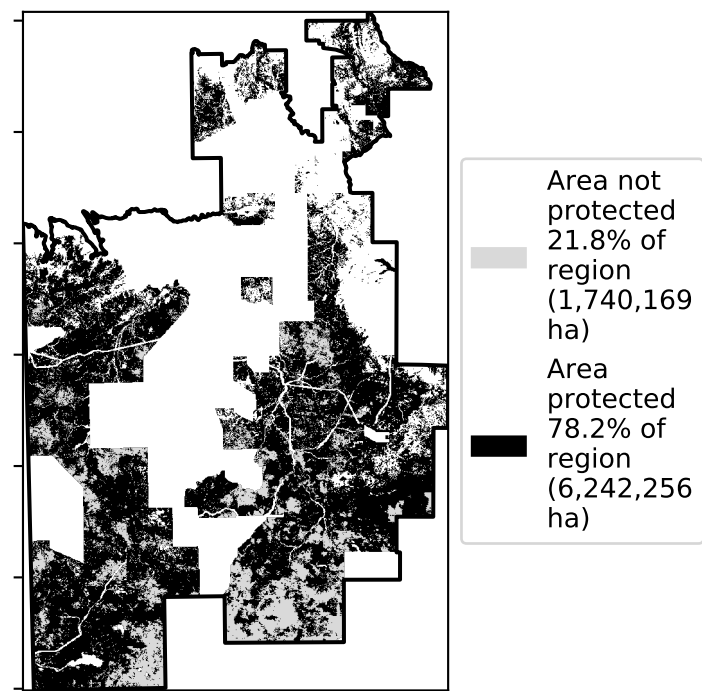 Area not
protected
21.8% of
region
(1,740,169
ha)
Area
protected
78.2% of
region
(6,242,256
ha)